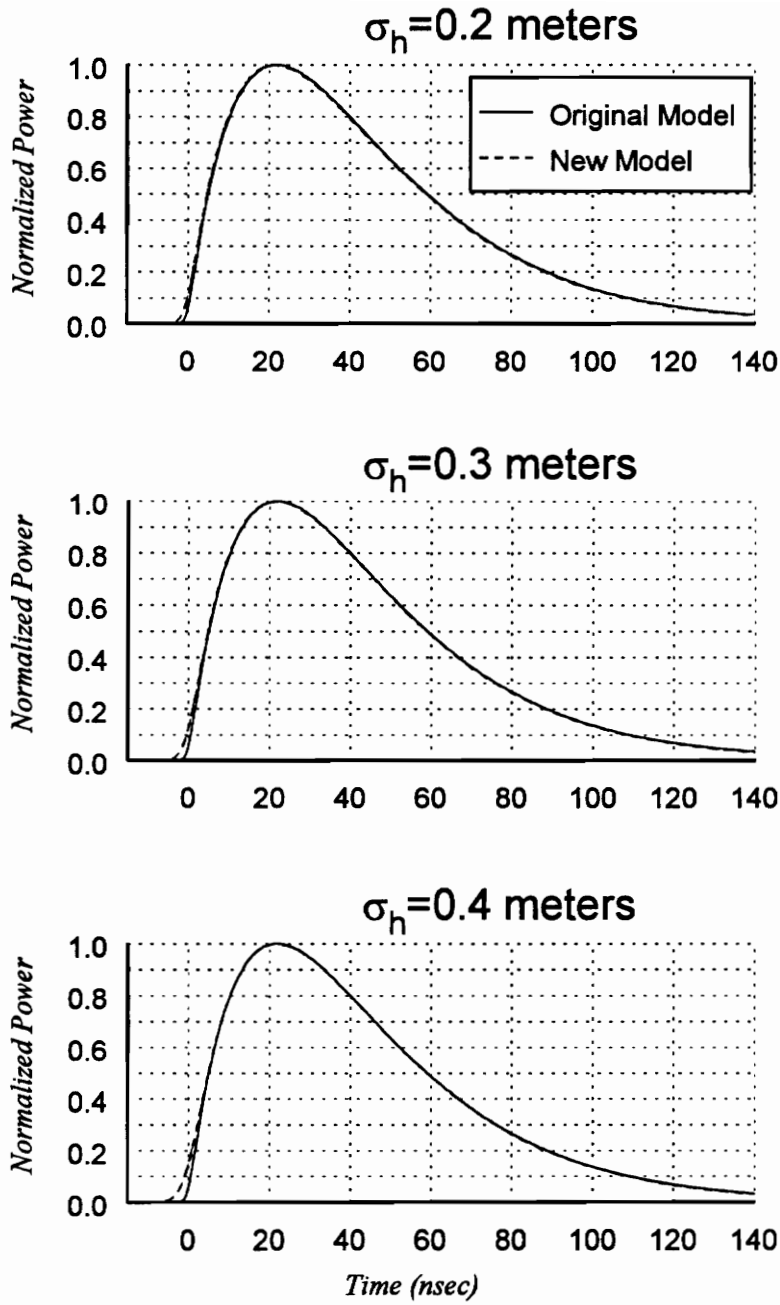 σh=0.2 meters
Normalized Power
1.0
0.8
0.6
0.4
0.2
0.0
Original Model
New Model
0 20 40 60 80 100 120 140
σh=0.3 meters
Normalized Power
1.0
0.8
0.6
0.4
0.2
0.0
0 20 40 60 80 100 120 140
σh=0.4 meters
Normalized Power
1.0
0.8
0.6
0.4
0.2
0.0
0 20 40 60 80 100 120 140
Time (nsec)